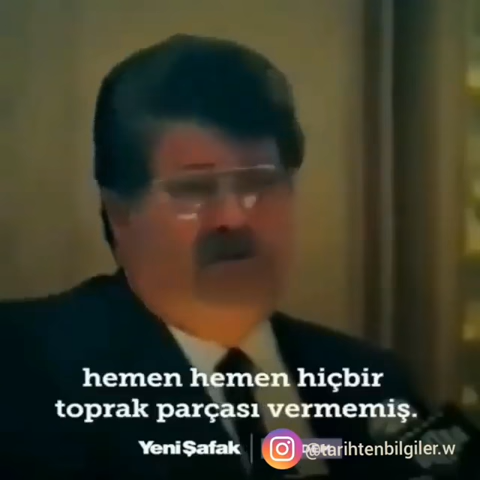 hemen hemen hiçbir
toprak parçası vermemiş.
YeniŞafak
@tarihtenbilgiler.w